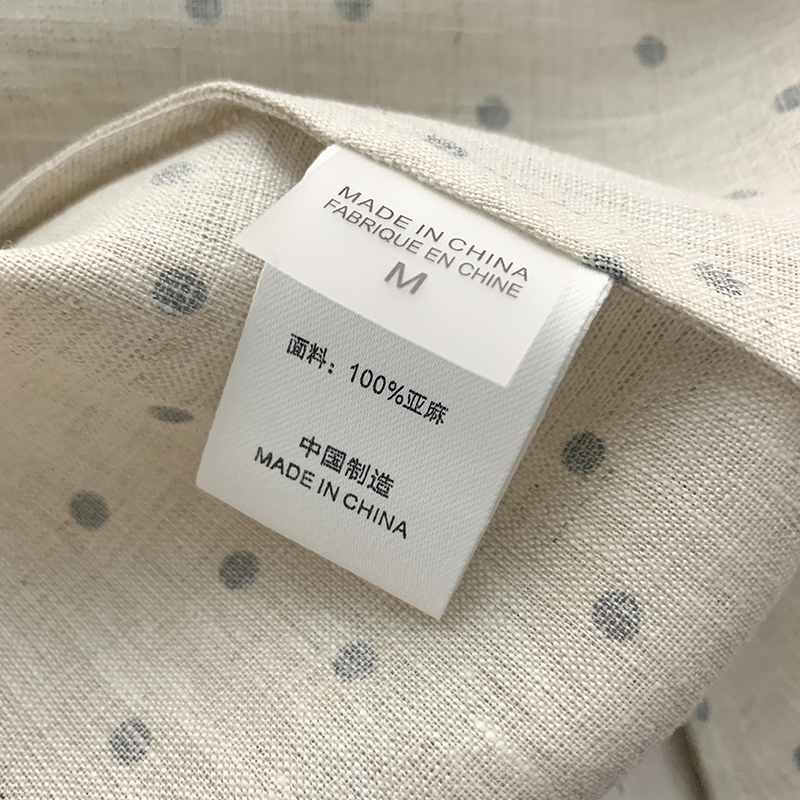 MADE IN CHINA
FABRIQUE EN CHINE
M
面料：100%亚麻
中国制造
MADE IN CHINA